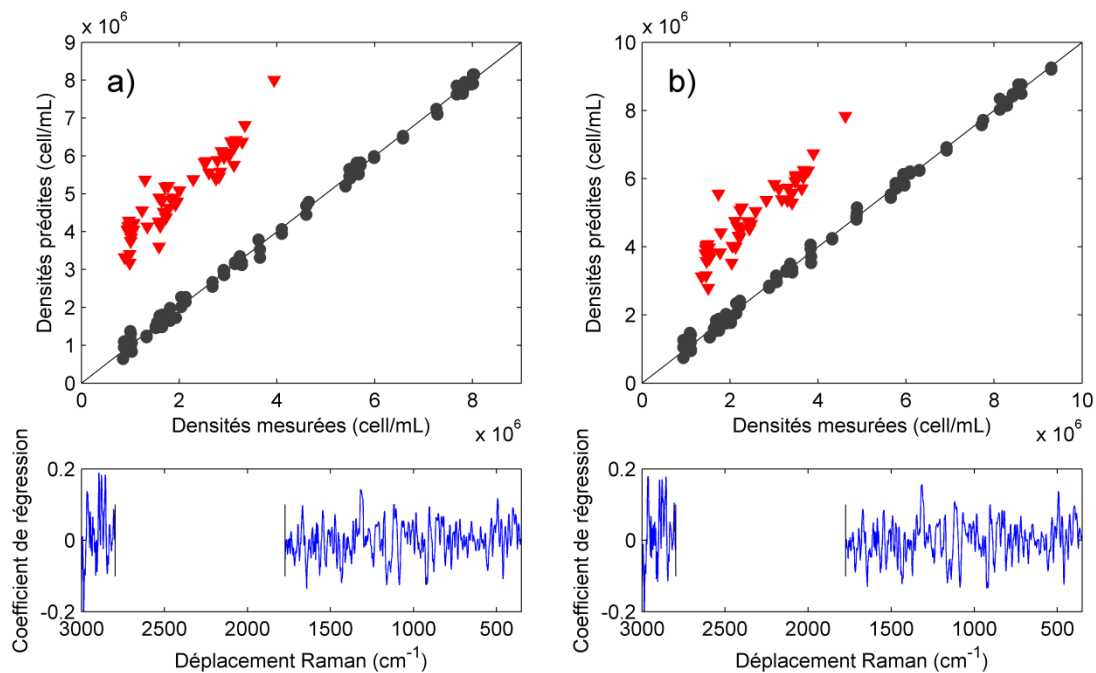 x 10^6
a)
Densités prédites (cell/mL)
9
8
7
6
5
4
3
2
1
0
0 2 4 6 8
Densités mesurées (cell/mL)
x 10^6
x 10^6
b)
Densités prédites (cell/mL)
10
8
6
4
2
0
0 2 4 6 8 10
Densités mesurées (cell/mL)
x 10^6
Coefficient de régression
0.2
0
-0.2
3000 2500 2000 1500 1000 500
Déplacement Raman (cm^-1)
Coefficient de régression
0.2
0
-0.2
3000 2500 2000 1500 1000 500
Déplacement Raman (cm^-1)